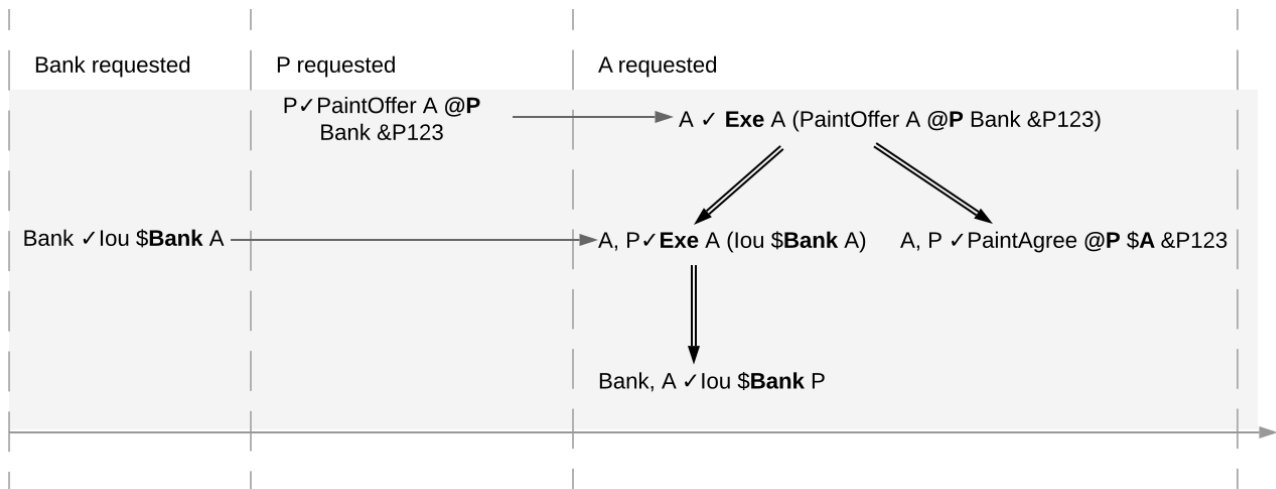 Bank requested
P requested
A requested
P✓PaintOffer A @P
Bank &P123
A ✓ Exe A (PaintOffer A @P Bank &P123)
Bank ✓Iou $Bank A
A, P✓Exe A (Iou $Bank A)
A, P ✓PaintAgree @P $A &P123
Bank, A ✓Iou $Bank P